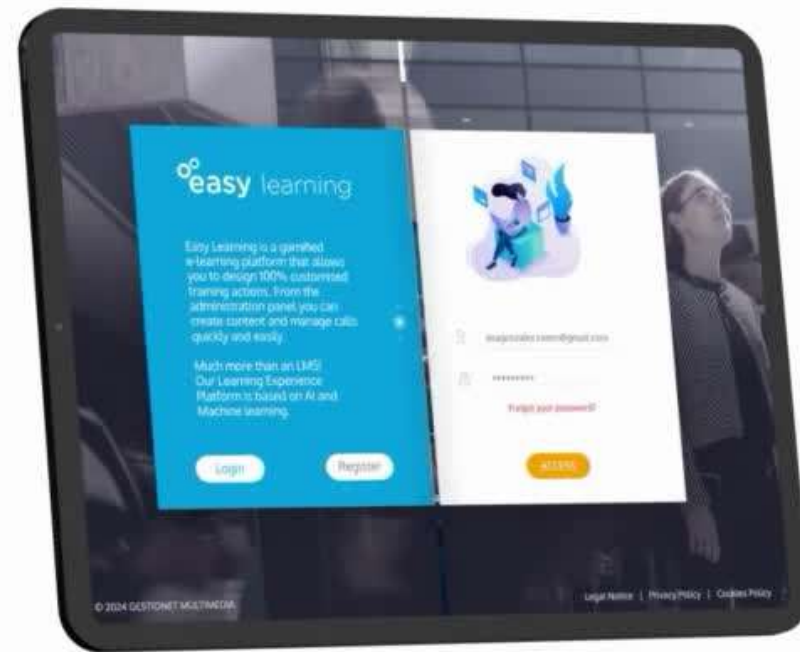 easy learning
Easy Learning is a gamified
e-learning platform that allows
you to design 100% customised
training actions. From the
administration panel you can
create content and manage calls
quickly and easily.
Much more than an LMS!
Our Learning Experience
Platform is based on AI and
Machine learning.
Login
Register
*********
Forgot your password?
ACCESS
© 2024 GESTIONET MULTIMEDIA
Legal Notice | Privacy Policy | Cookies Policy